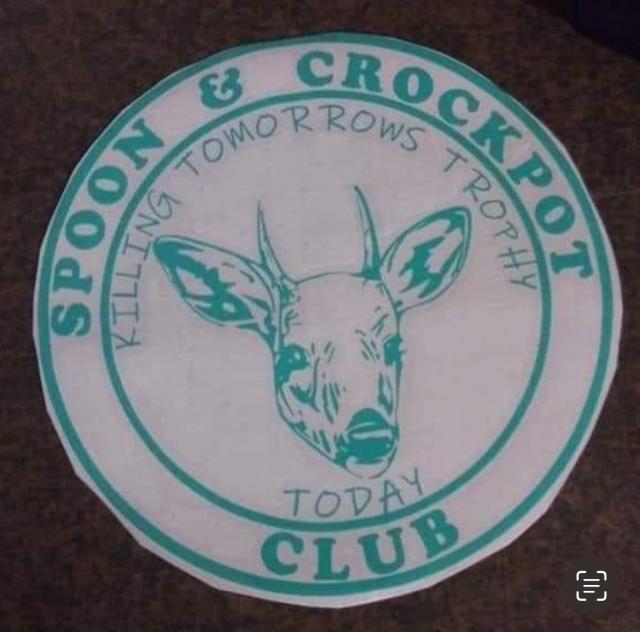 SPOON & CROCKPOT
KILLING TOMORROWS TROPHY
TODAY
CLUB